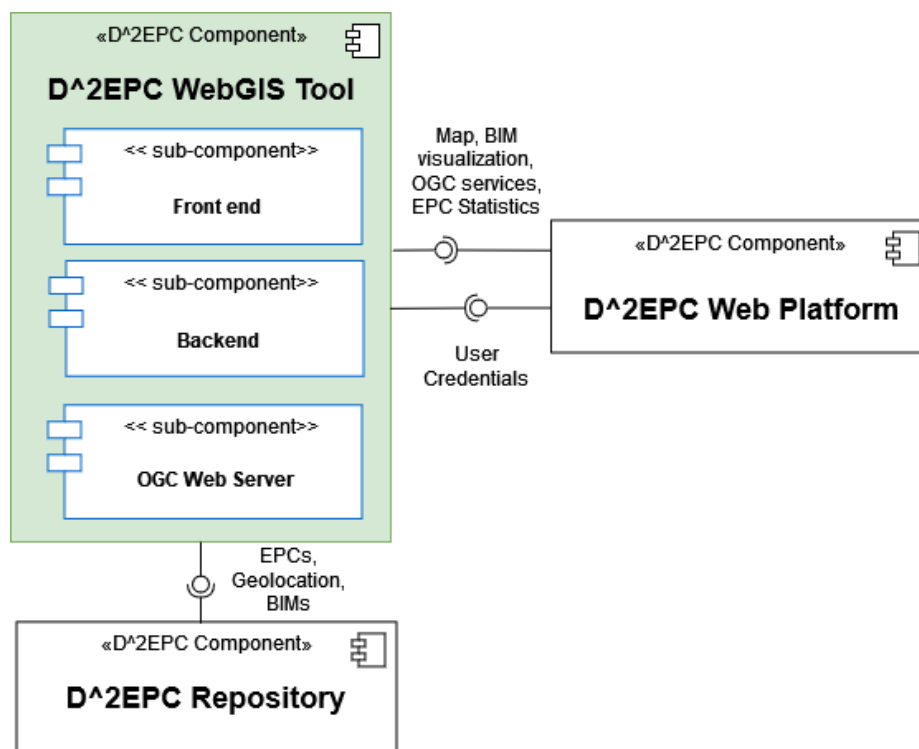 «D^2EPC Component»
D^2EPC WebGIS Tool
<< sub-component>>
Front end
<< sub-component>>
Backend
<< sub-component>>
OGC Web Server
Map, BIM
visualization,
OGC services,
EPC Statistics
User
Credentials
«D^2EPC Component»
D^2EPC Web Platform
EPCs,
Geolocation,
BIMs
«D^2EPC Component»
D^2EPC Repository